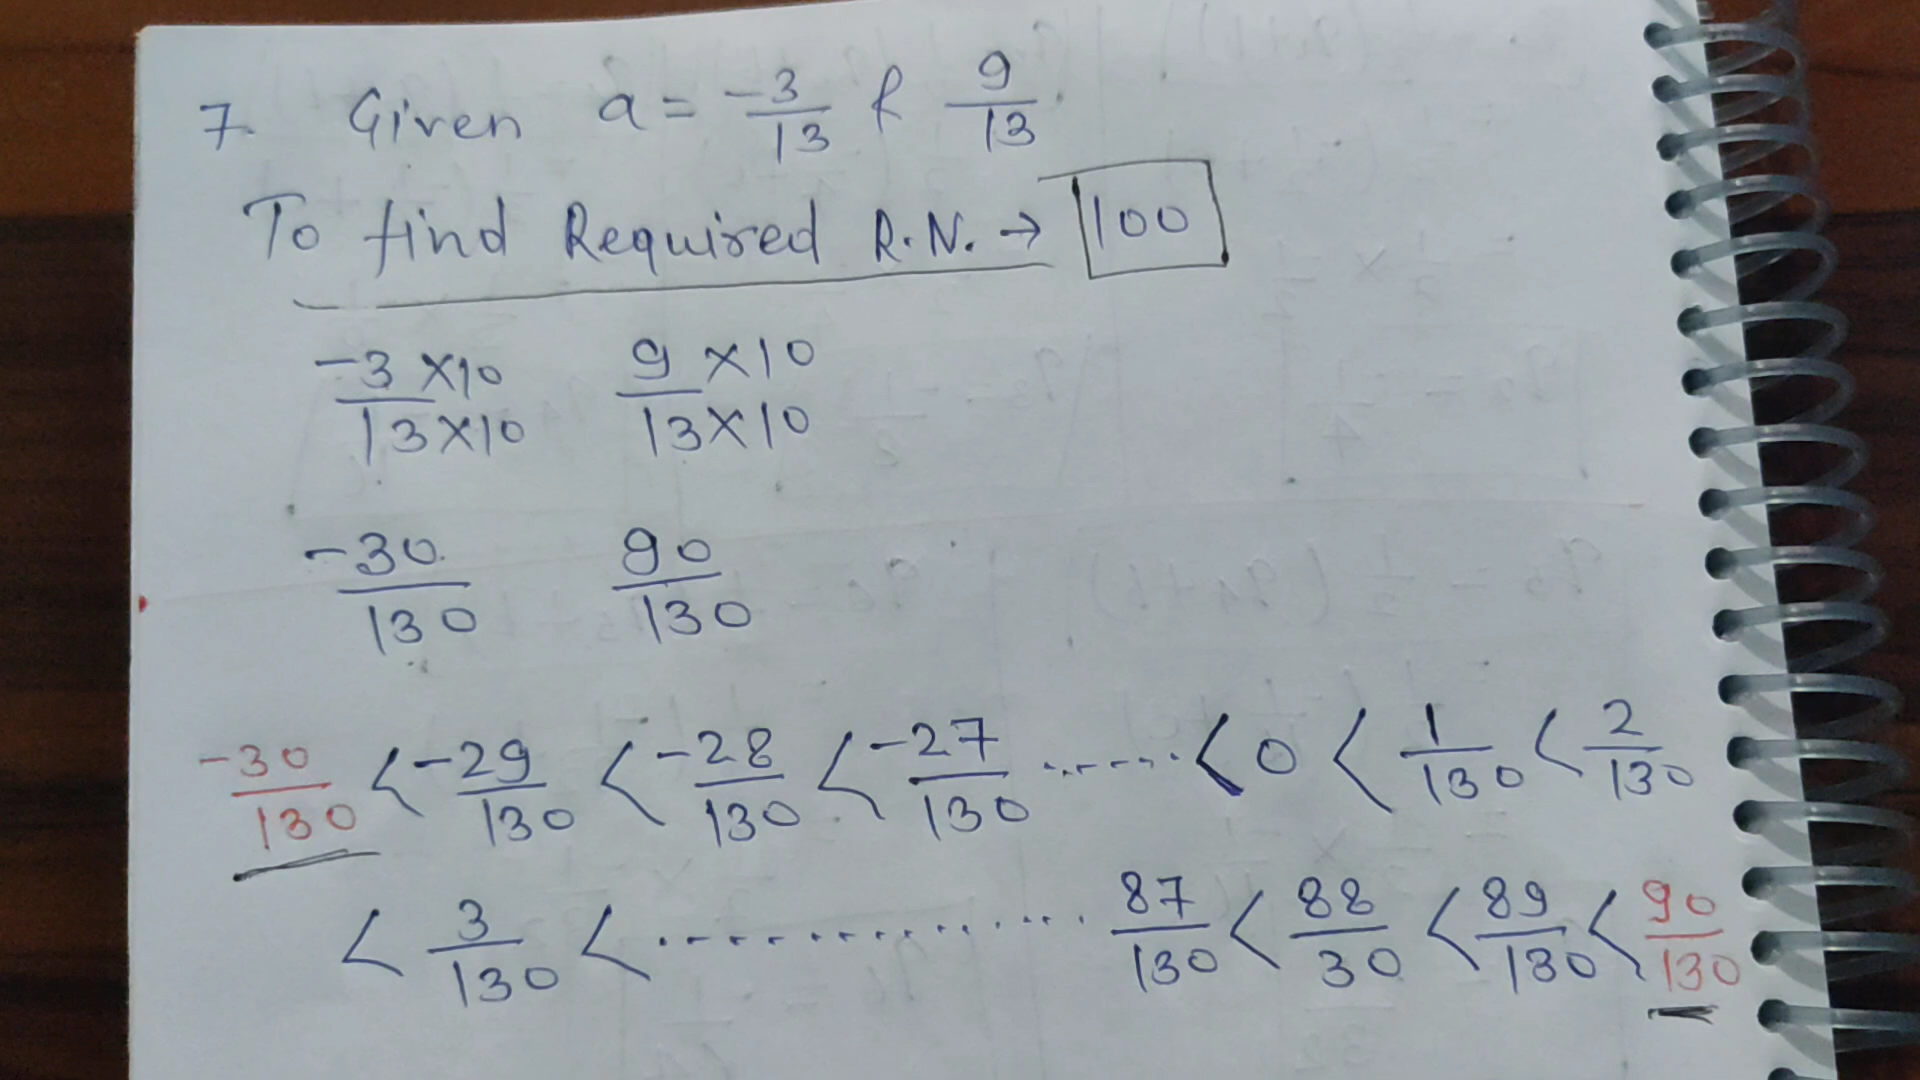 7. Given a = -3/13 & 9/13
To find Required R.N. → 100
-3×10/13×10 9×10/13×10
-30/130 90/130
-30/130 < -29/130 < -28/130 < -27/130 ....... < 0 < 1/130 < 2/130
< 3/130 < .............. 87/130 < 88/30 < 89/130 < 90/130